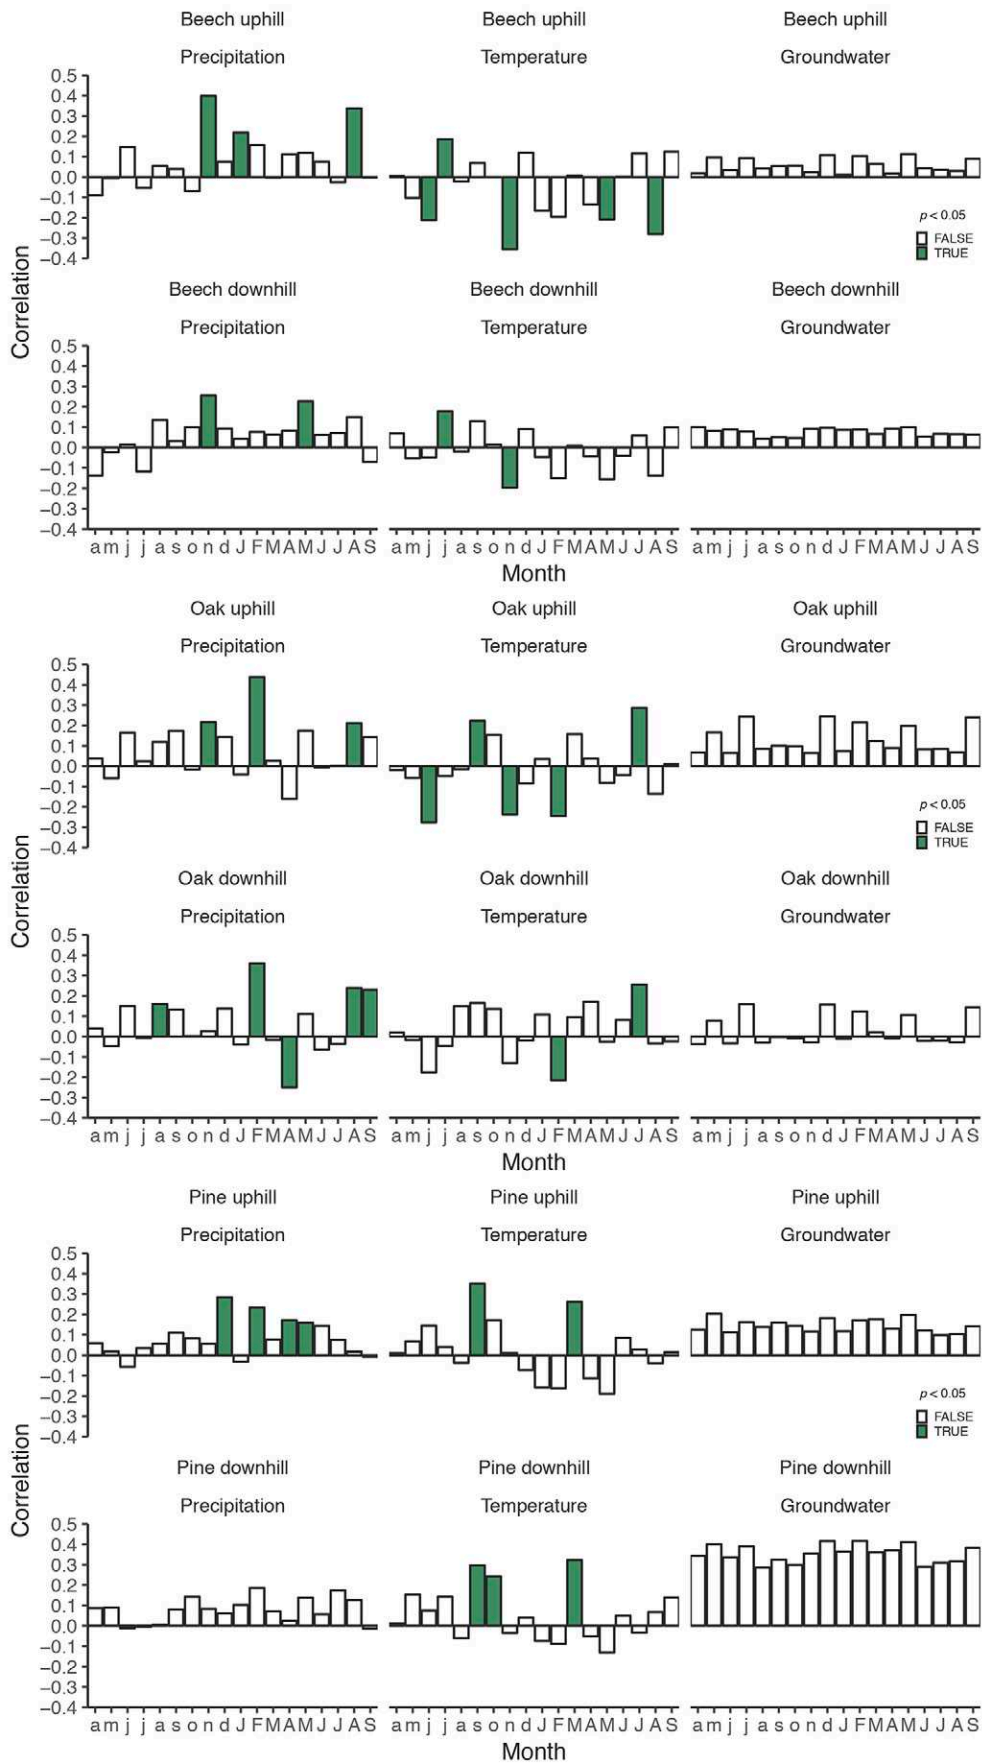 Beech uphill Beech uphill Beech uphill
Precipitation Temperature Groundwater
0.5
0.4
0.3
0.2
0.1
0.0
−0.1
−0.2
−0.3
−0.4
p < 0.05
FALSE
TRUE
Correlation
Beech downhill Beech downhill Beech downhill
Precipitation Temperature Groundwater
0.5
0.4
0.3
0.2
0.1
0.0
−0.1
−0.2
−0.3
−0.4
a m j j a s o n d J F M A M J J A S a m j j a s o n d J F M A M J J A S a m j j a s o n d J F M A M J J A S
Month
Oak uphill Oak uphill Oak uphill
Precipitation Temperature Groundwater
0.5
0.4
0.3
0.2
0.1
0.0
−0.1
−0.2
−0.3
−0.4
p < 0.05
FALSE
TRUE
Correlation
Oak downhill Oak downhill Oak downhill
Precipitation Temperature Groundwater
0.5
0.4
0.3
0.2
0.1
0.0
−0.1
−0.2
−0.3
−0.4
a m j j a s o n d J F M A M J J A S a m j j a s o n d J F M A M J J A S a m j j a s o n d J F M A M J J A S
Month
Pine uphill Pine uphill Pine uphill
Precipitation Temperature Groundwater
0.5
0.4
0.3
0.2
0.1
0.0
−0.1
−0.2
−0.3
−0.4
p < 0.05
FALSE
TRUE
Correlation
Pine downhill Pine downhill Pine downhill
Precipitation Temperature Groundwater
0.5
0.4
0.3
0.2
0.1
0.0
−0.1
−0.2
−0.3
−0.4
a m j j a s o n d J F M A M J J A S a m j j a s o n d J F M A M J J A S a m j j a s o n d J F M A M J J A S
Month